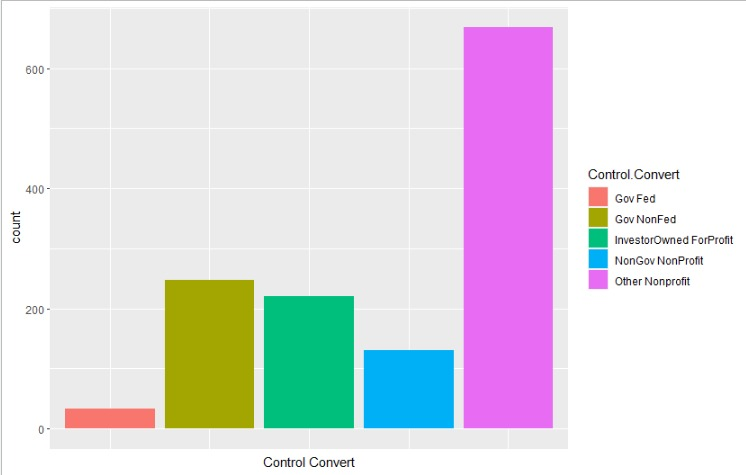 600
400
200
0
count
Control Convert
Control.Convert
Gov Fed
Gov NonFed
InvestorOwned ForProfit
NonGov NonProfit
Other Nonprofit